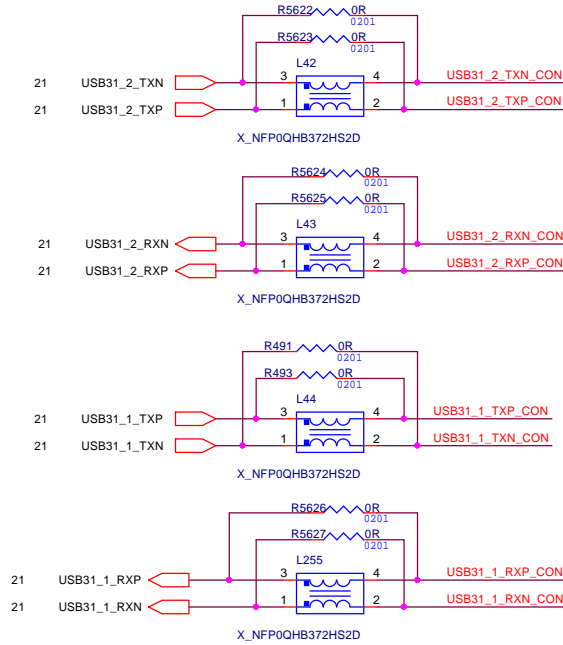 R5622 0R
0201
R5623 0R
0201
L42
21 USB31_2_TXN 3 4 USB31_2_TXN_CON
21 USB31_2_TXP 1 2 USB31_2_TXP_CON
X_NFP0QHB372HS2D
R5624 0R
0201
R5625 0R
0201
L43
21 USB31_2_RXN 3 4 USB31_2_RXN_CON
21 USB31_2_RXP 1 2 USB31_2_RXP_CON
X_NFP0QHB372HS2D
R491 0R
0201
R493 0R
0201
L44
21 USB31_1_TXP 3 4 USB31_1_TXP_CON
21 USB31_1_TXN 1 2 USB31_1_TXN_CON
X_NFP0QHB372HS2D
R5626 0R
0201
R5627 0R
0201
L255
21 USB31_1_RXP 3 4 USB31_1_RXP_CON
21 USB31_1_RXN 1 2 USB31_1_RXN_CON
X_NFP0QHB372HS2D